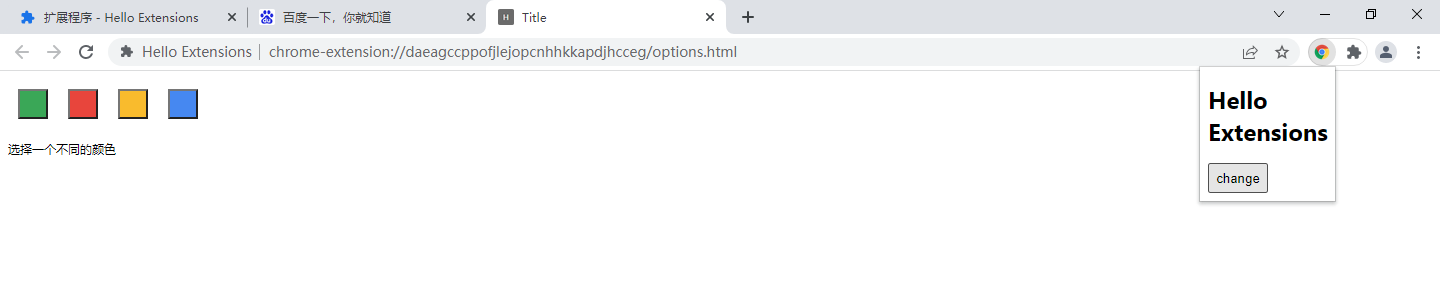 扩展程序 - Hello Extensions
百度一下，你就知道
H
Title
Hello Extensions
chrome-extension://daeagccppofjlejopcnhhkkapdjhcceg/options.html
Hello
Extensions
change
选择一个不同的颜色